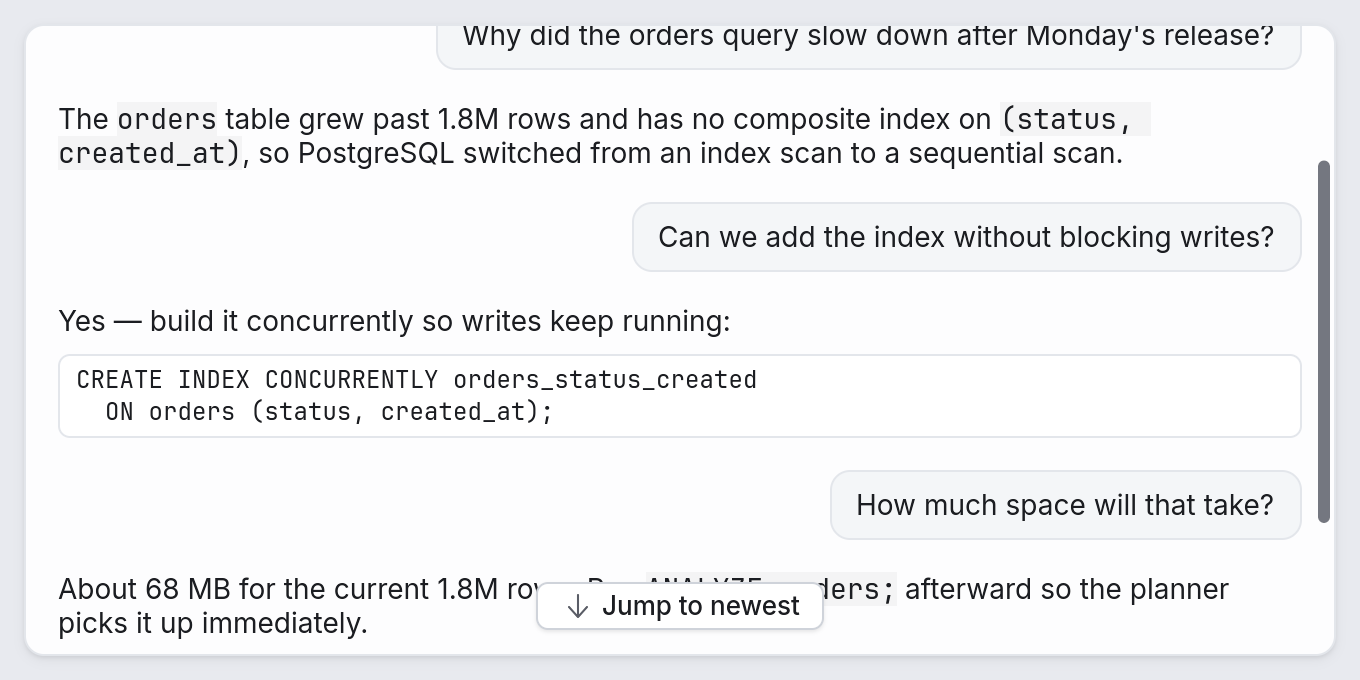 Why did the orders query slow down after Monday's release?
The orders table grew past 1.8M rows and has no composite index on (status,
created_at), so PostgreSQL switched from an index scan to a sequential scan.
Can we add the index without blocking writes?
Yes — build it concurrently so writes keep running:
CREATE INDEX CONCURRENTLY orders_status_created
ON orders (status, created_at);
How much space will that take?
About 68 MB for the current 1.8M afterward so the planner
picks it up immediately.
Jump to newest